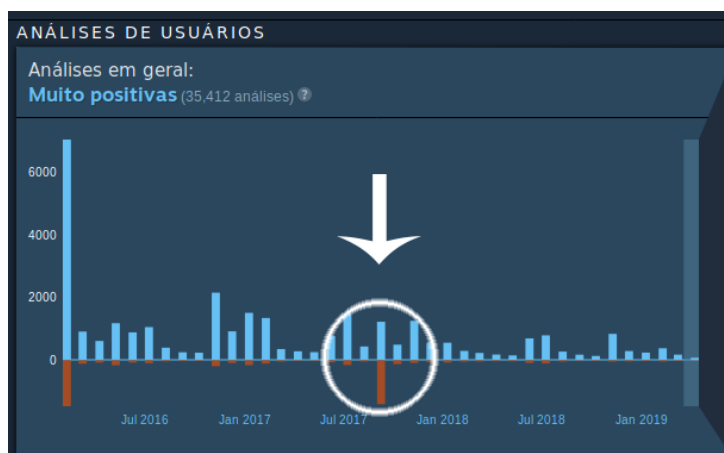 ANÁLISES DE USUÁRIOS
Análises em geral:
Muito positivas (35,412 análises) ?
6000
4000
2000
0
Jul 2016 Jan 2017 Jul 2017 Jan 2018 Jul 2018 Jan 2019